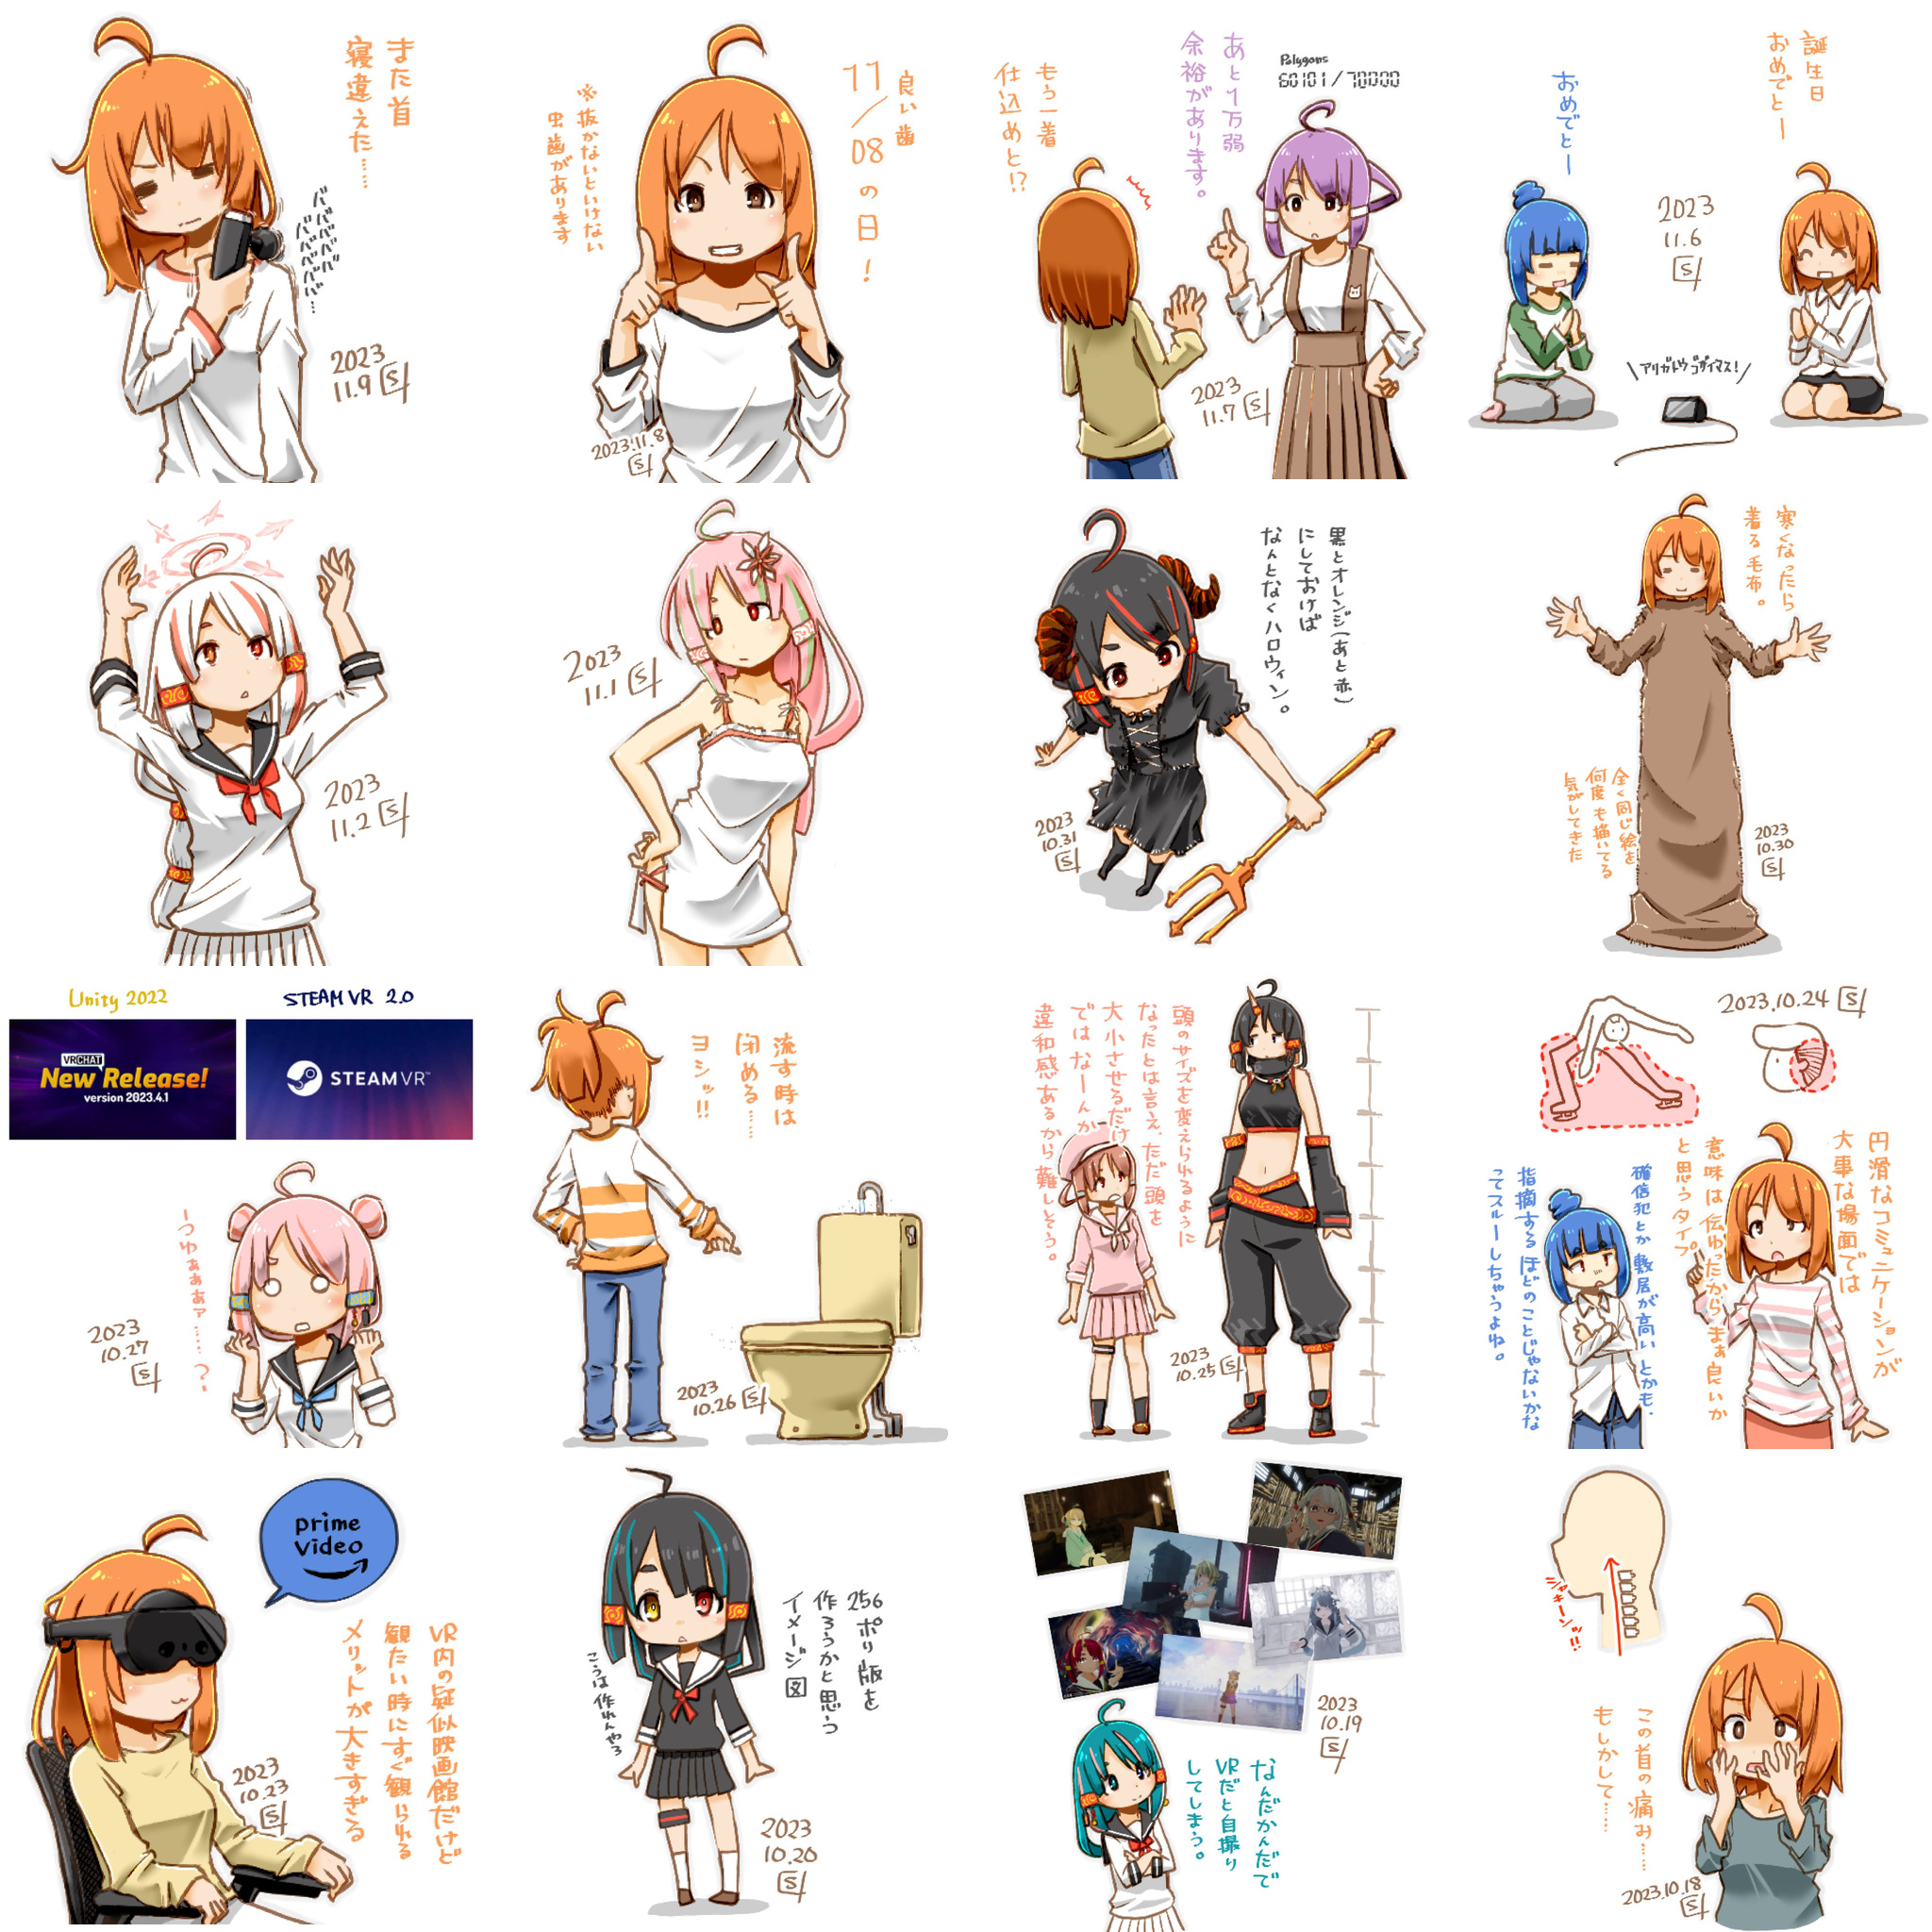 また首
寝違えた……
バババババババババババ…
2023
11.9
良い歯
11/08の日!
※抜かないといけない
虫歯があります
2023.11.8
Polygons
60101/70000
あと1万弱
余裕があります。
もう一着
仕込めと!?
2023
11.7
誕生日
おめでとー
おめでとー
2023
11.6
アリガトウゴザイマス!
2023
11.2
2023
11.1
黒とオレンジ(あと赤)
にしておけば
なんとなくハロウィン。
2023
10.31
寒くなったら
着る毛布。
全く同じ絵を
何度も描いてる
気がしてきた
2023
10.30
Unity 2022
STEAM VR 2.0
VRCHAT
New Release!
version 2023.4.1
STEAMVR™
2023
10.27
流す時は
閉める……
ヨシッ!!
2023
10.26
頭のサイズを変えられるように
なったとは言え、ただ頭を
大小させるだけ
ではなーんか
違和感あるから難しそう。
2023
10.25
2023.10.24
円滑なコミュニケーションが
大事な場面では
意味は伝わったからまぁ良いか
と思うタイプ。
確信犯とか敷居が高いとかも、
指摘するほどのことじゃないかな
ってスルーしちゃうよね。
prime
video
VR内の疑似映画館だけど
観たい時にすぐ観られる
メリットが大きすぎる
2023
10.23
256ポリ版を
作ろうかと思う
イメージ図
こうは作れんやろ
2023
10.20
2023
10.19
なんだかんだで
VRだと自撮り
してしまう。
ジャキーンッ!!
この首の痛み……
もしかして……
2023.10.18